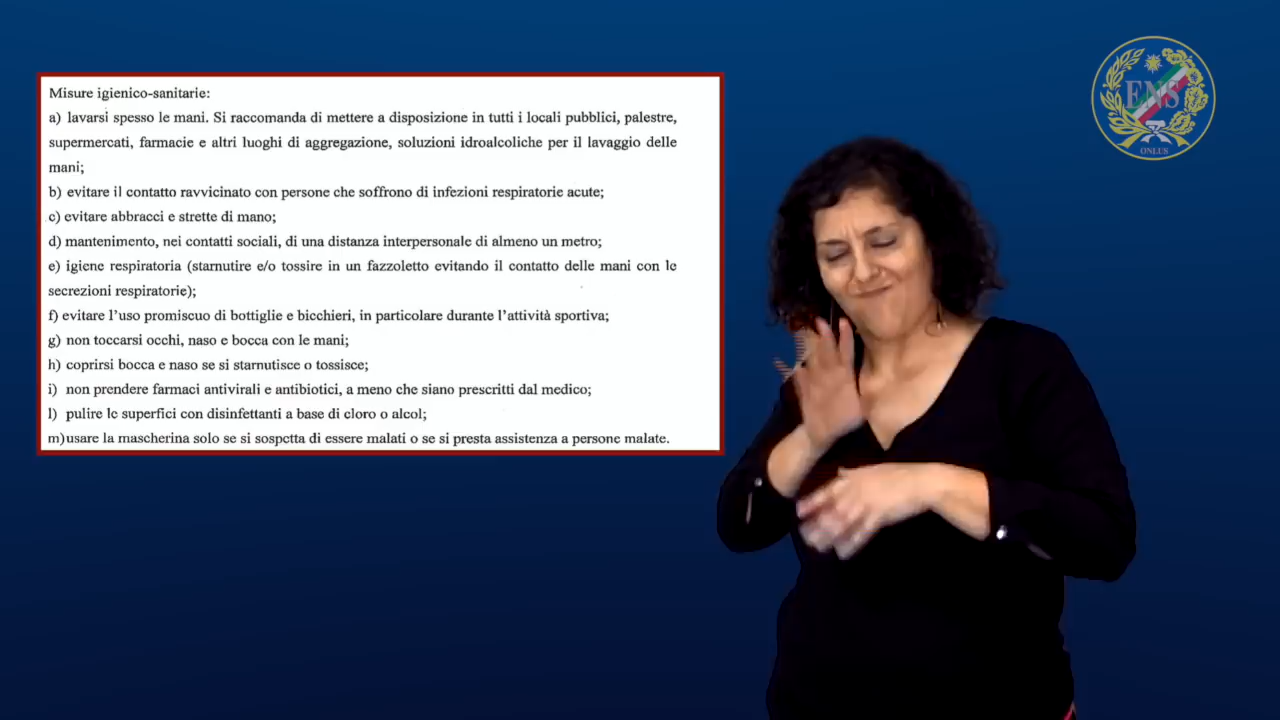 Misure igienico-sanitarie:
a) lavarsi spesso le mani. Si raccomanda di mettere a disposizione in tutti i locali pubblici, palestre,
supermercati, farmacie e altri luoghi di aggregazione, soluzioni idroalcoliche per il lavaggio delle
mani;
b) evitare il contatto ravvicinato con persone che soffrono di infezioni respiratorie acute;
c) evitare abbracci e strette di mano;
d) mantenimento, nei contatti sociali, di una distanza interpersonale di almeno un metro;
e) igiene respiratoria (starnutire e/o tossire in un fazzoletto evitando il contatto delle mani con le
secrezioni respiratorie);
f) evitare l'uso promiscuo di bottiglie e bicchieri, in particolare durante l'attività sportiva;
g) non toccarsi occhi, naso e bocca con le mani;
h) coprirsi bocca e naso se si starnutisce o tossisce;
i) non prendere farmaci antivirali e antibiotici, a meno che siano prescritti dal medico;
l) pulire le superfici con disinfettanti a base di cloro o alcol;
m)usare la mascherina solo se si sospetta di essere malati o se si presta assistenza a persone malate.
ENS
ONLUS